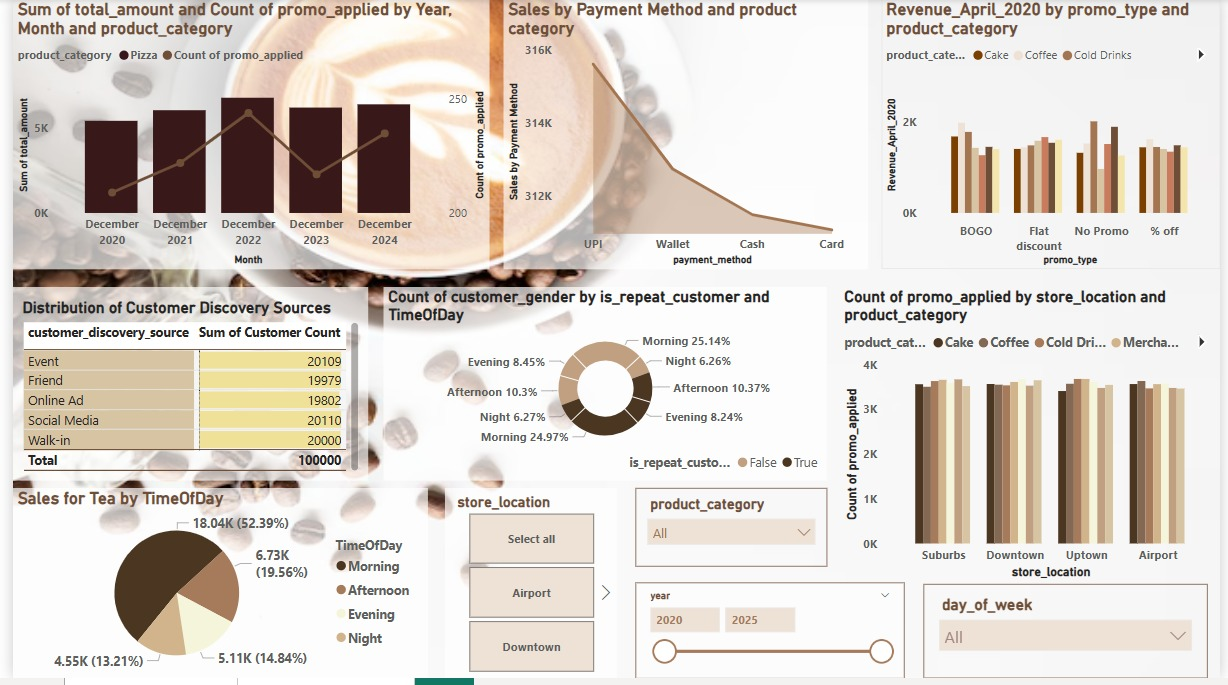 Sum of total_amount and Count of promo_applied by Year,
Month and product_category
product_category Pizza Count of promo_applied
Sum of total_amount
5K
0K
250
200
Count of promo_applied
December
2020
December
2021
December
2022
December
2023
December
2024
Month
Sales by Payment Method and product
category
Sales by Payment Method
316K
314K
312K
UPI Wallet Cash Card
payment_method
Revenue_April_2020 by promo_type and
product_category
product_cate... Cake Coffee Cold Drinks
Revenue_April_2020
2K
0K
BOGO
Flat
discount
No Promo
% off
promo_type
Distribution of Customer Discovery Sources
customer_discovery_source Sum of Customer Count
Event 20109
Friend 19979
Online Ad 19802
Social Media 20110
Walk-in 20000
Total 100000
Count of customer_gender by is_repeat_customer and
TimeOfDay
Morning 25.14%
Night 6.26%
Afternoon 10.37%
Evening 8.24%
Morning 24.97%
Night 6.27%
Afternoon 10.3%
Evening 8.45%
is_repeat_custo... False True
Count of promo_applied by store_location and
product_category
product_cat... Cake Coffee Cold Dri... Mercha...
Count of promo_applied
4K
3K
2K
1K
0K
Suburbs Downtown Uptown Airport
store_location
Sales for Tea by TimeOfDay
18.04K (52.39%)
6.73K
(19.56%)
5.11K (14.84%)
4.55K (13.21%)
TimeOfDay
Morning
Afternoon
Evening
Night
store_location
Select all
Airport
Downtown
product_category
All
year
2020 2025
day_of_week
All